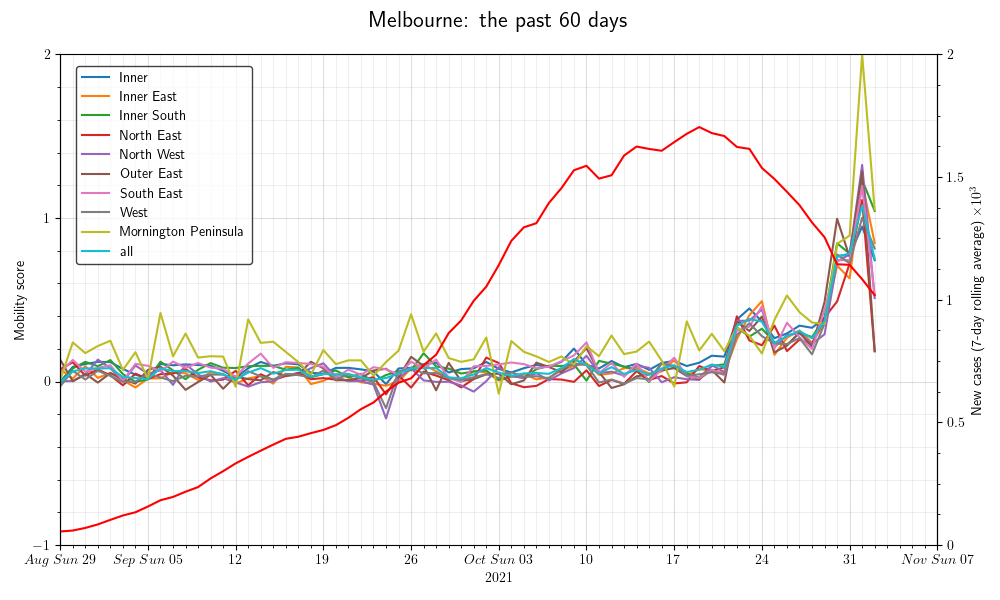 Melbourne: the past 60 days
Inner
Inner East
Inner South
North East
North West
Outer East
South East
West
Mornington Peninsula
all
Mobility score
2
1
0
−1
New cases (7-day rolling average) ×10³
2
1.5
1
0.5
0
Aug Sun 29
Sep Sun 05
12
19
26
Oct Sun 03
10
17
24
31
Nov Sun 07
2021